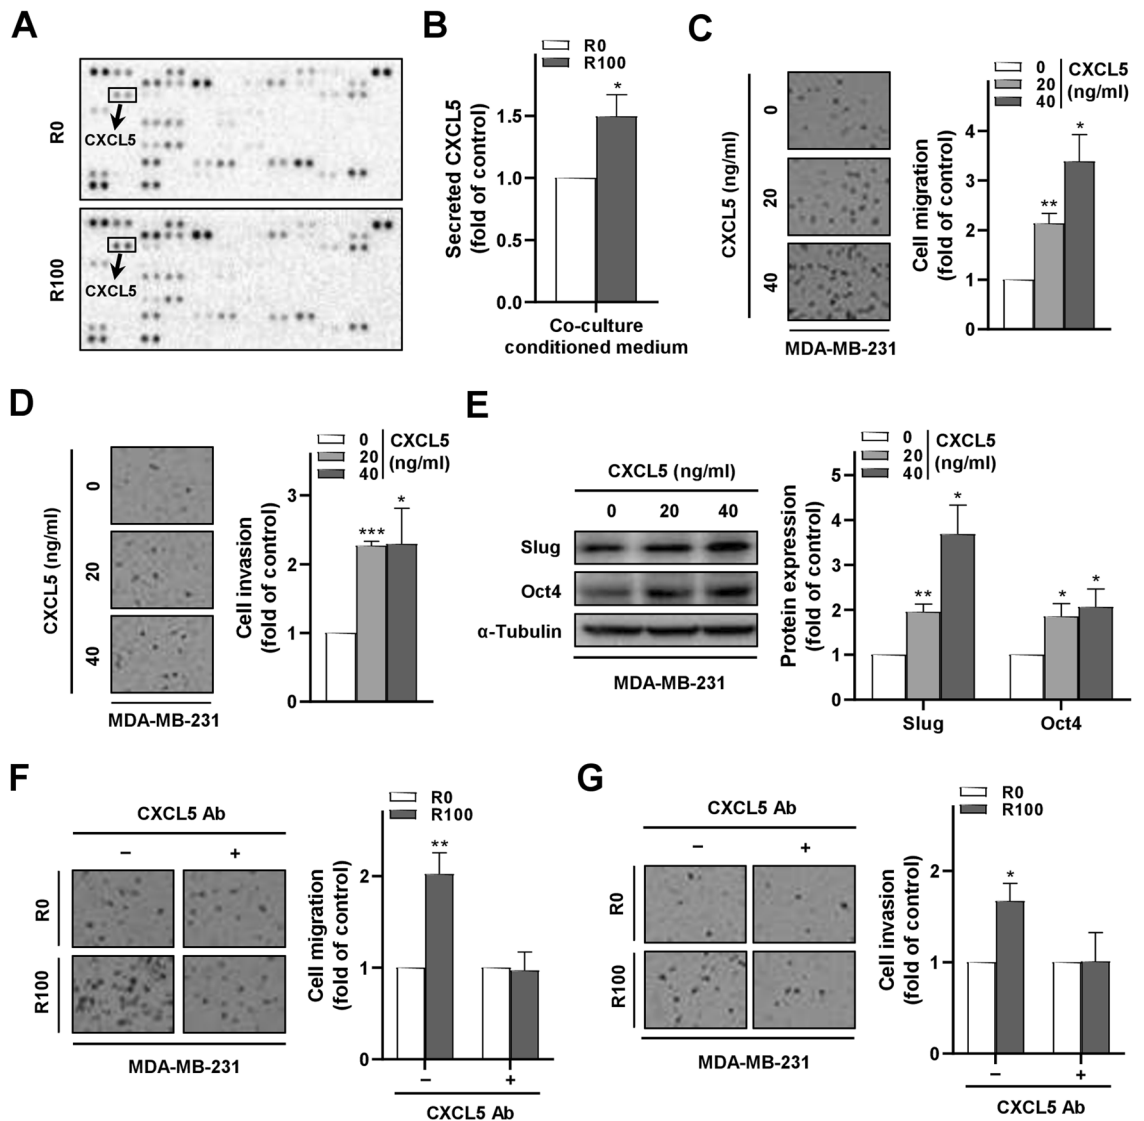 A
R0
CXCL5
R100
CXCL5
B
R0
R100
Secreted CXCL5
(fold of control)
1.5
1.0
0.5
0.0
*
Co-culture
conditioned medium
C
CXCL5 (ng/ml)
0
20
40
MDA-MB-231
0
20
40
CXCL5
(ng/ml)
Cell migration
(fold of control)
4
3
2
1
0
**
*
D
CXCL5 (ng/ml)
0
20
40
MDA-MB-231
0
20
40
CXCL5
(ng/ml)
Cell invasion
(fold of control)
3
2
1
0
***
*
E
CXCL5 (ng/ml)
0 20 40
Slug
Oct4
α-Tubulin
MDA-MB-231
0
20
40
CXCL5
(ng/ml)
Protein expression
(fold of control)
5
4
3
2
1
0
**
*
*
*
Slug Oct4
F
CXCL5 Ab
– +
R0
R100
MDA-MB-231
R0
R100
Cell migration
(fold of control)
2
1
0
**
– +
CXCL5 Ab
G
CXCL5 Ab
– +
R0
R100
MDA-MB-231
R0
R100
Cell invasion
(fold of control)
2
1
0
*
– +
CXCL5 Ab